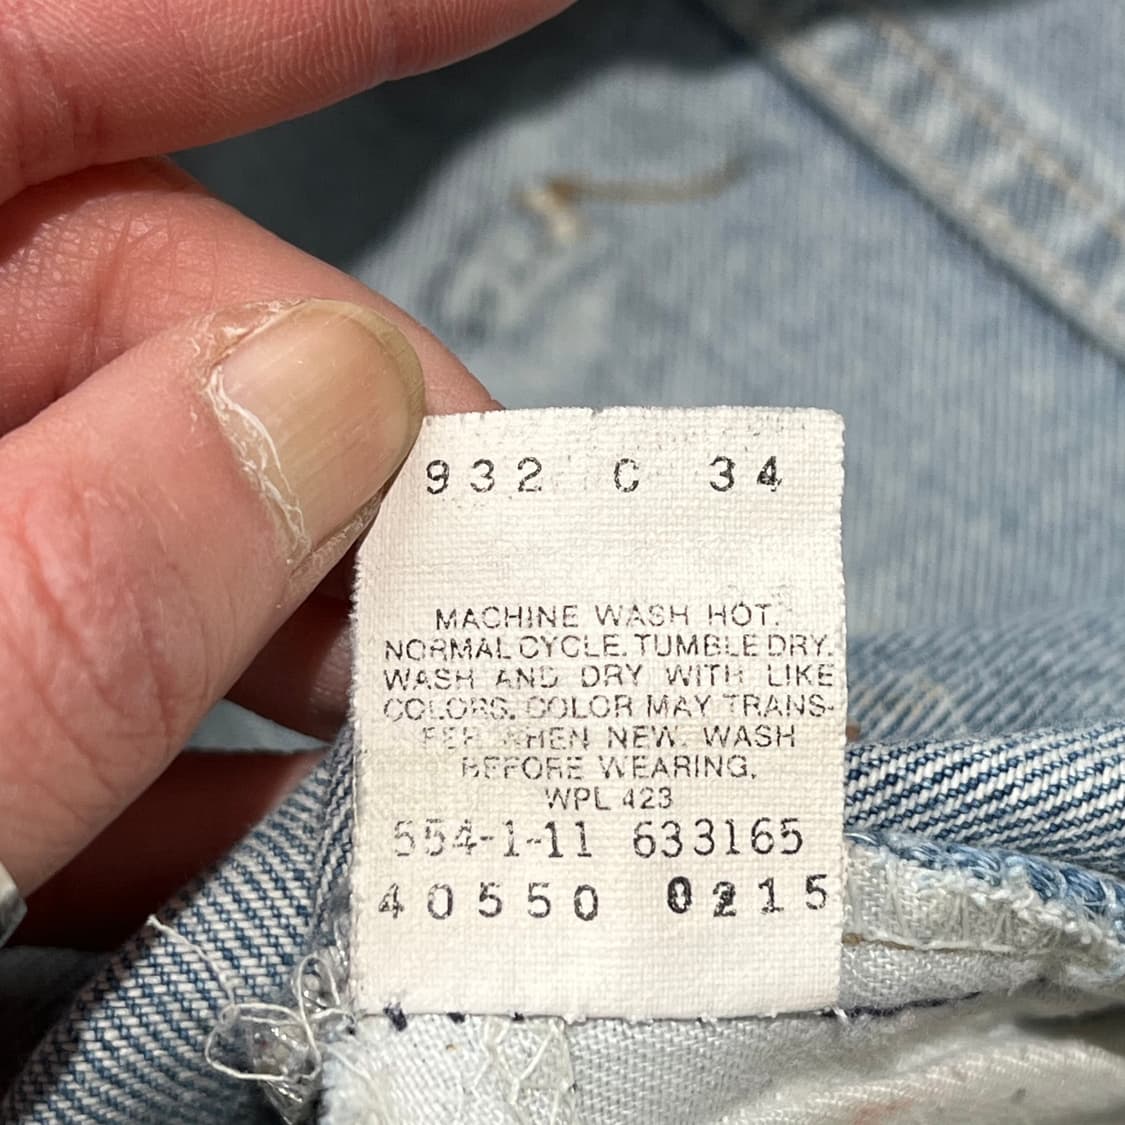 932 C 34
MACHINE WASH HOT.
NORMAL CYCLE. TUMBLE DRY.
WASH AND DRY WITH LIKE
COLORS. COLOR MAY TRANS-
FER WHEN NEW. WASH
BEFORE WEARING.
WPL 423
554-1-11 633165
40550 0215